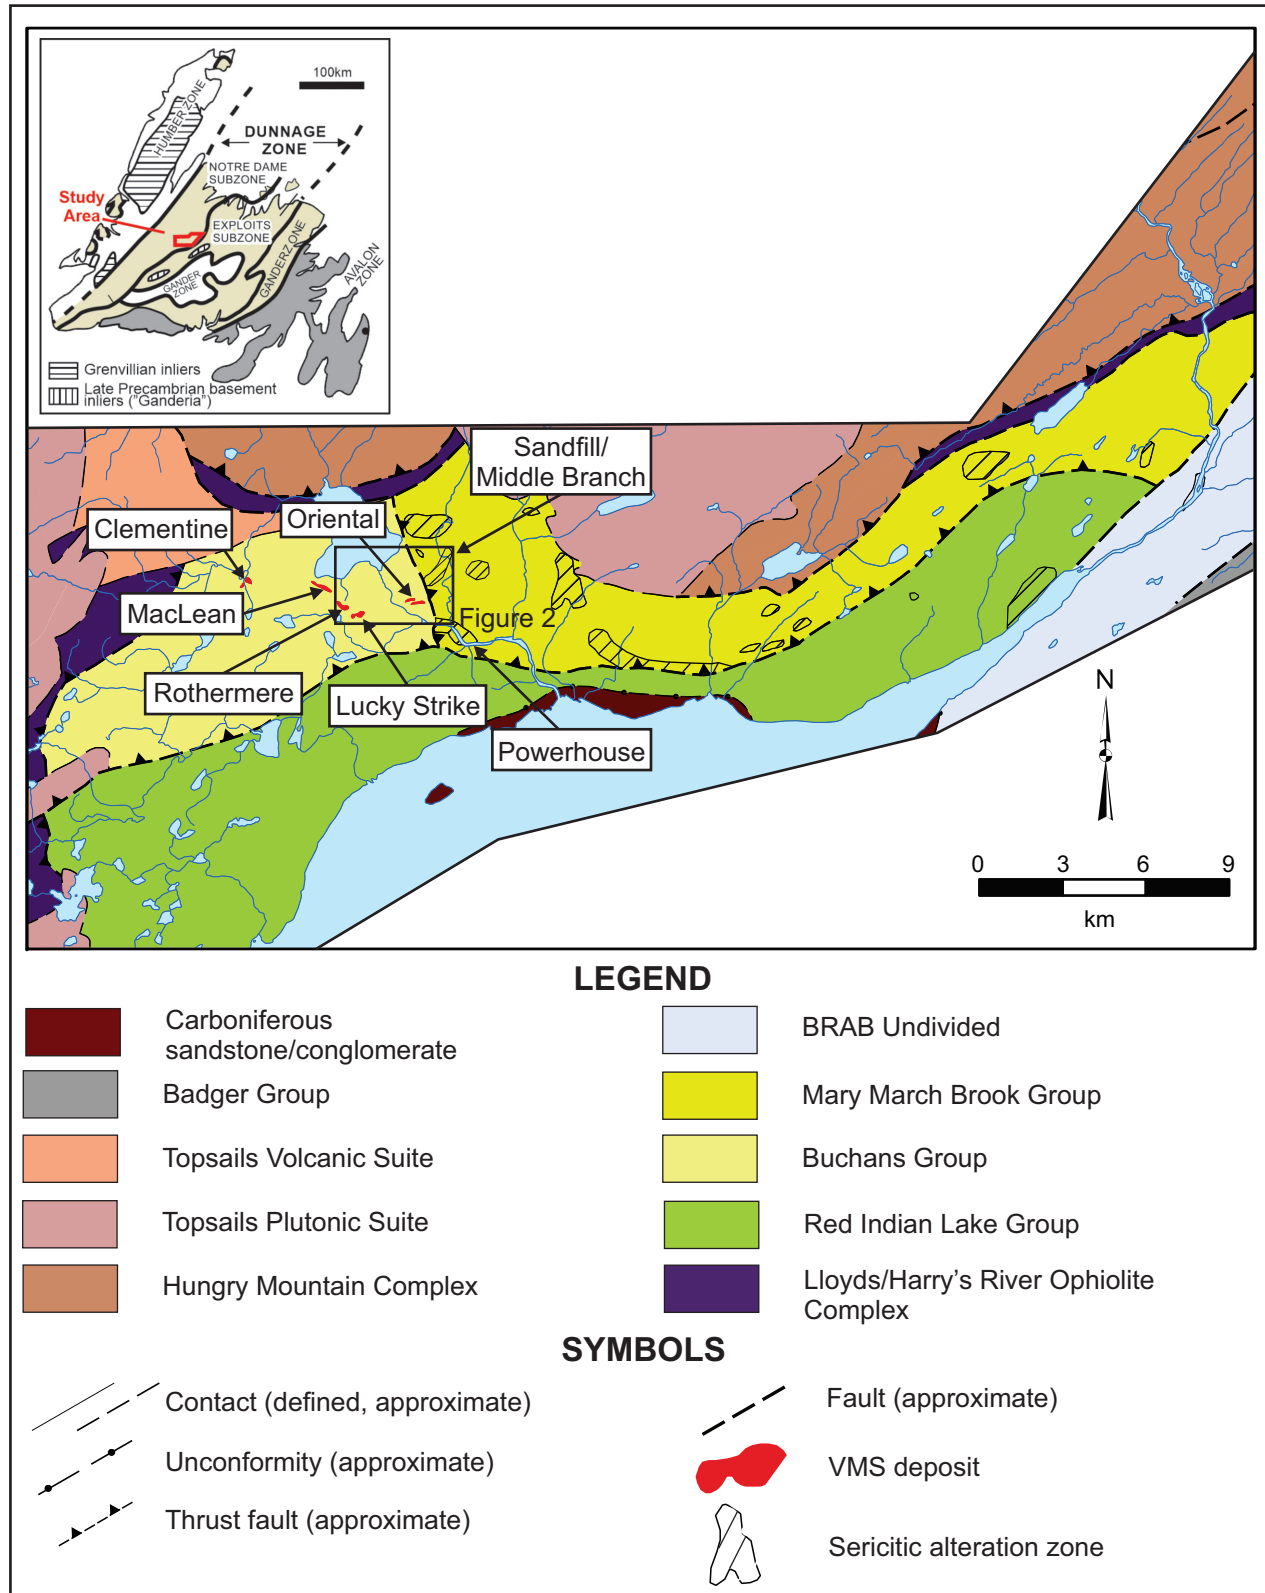 100km
HUMBER ZONE
DUNNAGE
ZONE
NOTRE DAME
SUBZONE
Study
Area
EXPLOITS
SUBZONE
GANDER
ZONE
GANDERZONE
AVALON
ZONE
Grenvillian inliers
Late Precambrian basement
inliers ("Ganderia")
Sandfill/
Middle Branch
Oriental
Clementine
MacLean
Figure 2
Rothermere
Lucky Strike
Powerhouse
N
0 3 6 9
km
LEGEND
Carboniferous
sandstone/conglomerate
Badger Group
Topsails Volcanic Suite
Topsails Plutonic Suite
Hungry Mountain Complex
BRAB Undivided
Mary March Brook Group
Buchans Group
Red Indian Lake Group
Lloyds/Harry's River Ophiolite
Complex
SYMBOLS
Contact (defined, approximate)
Unconformity (approximate)
Thrust fault (approximate)
Fault (approximate)
VMS deposit
Sericitic alteration zone